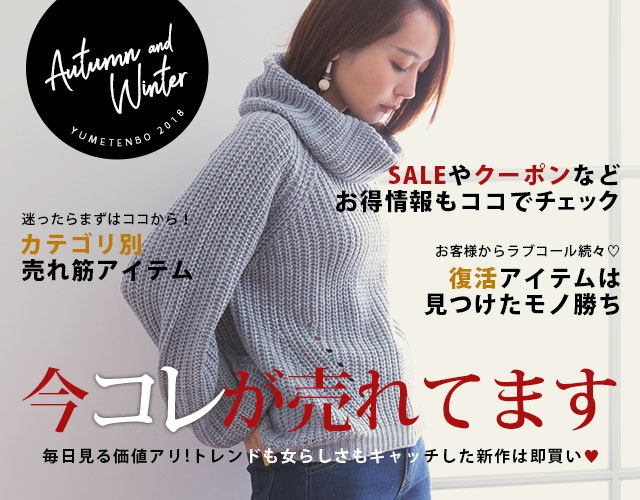 Autumn and
Winter
YUMETENBO 2018
SALEやクーポンなど
お得情報もココでチェック
迷ったらまずはココから!
カテゴリ別
売れ筋アイテム
お客様からラブコール続々♡
復活アイテムは
見つけたモノ勝ち
今コレが売れてます
毎日見る価値アリ!トレンドも女らしさもキャッチした新作は即買い♥